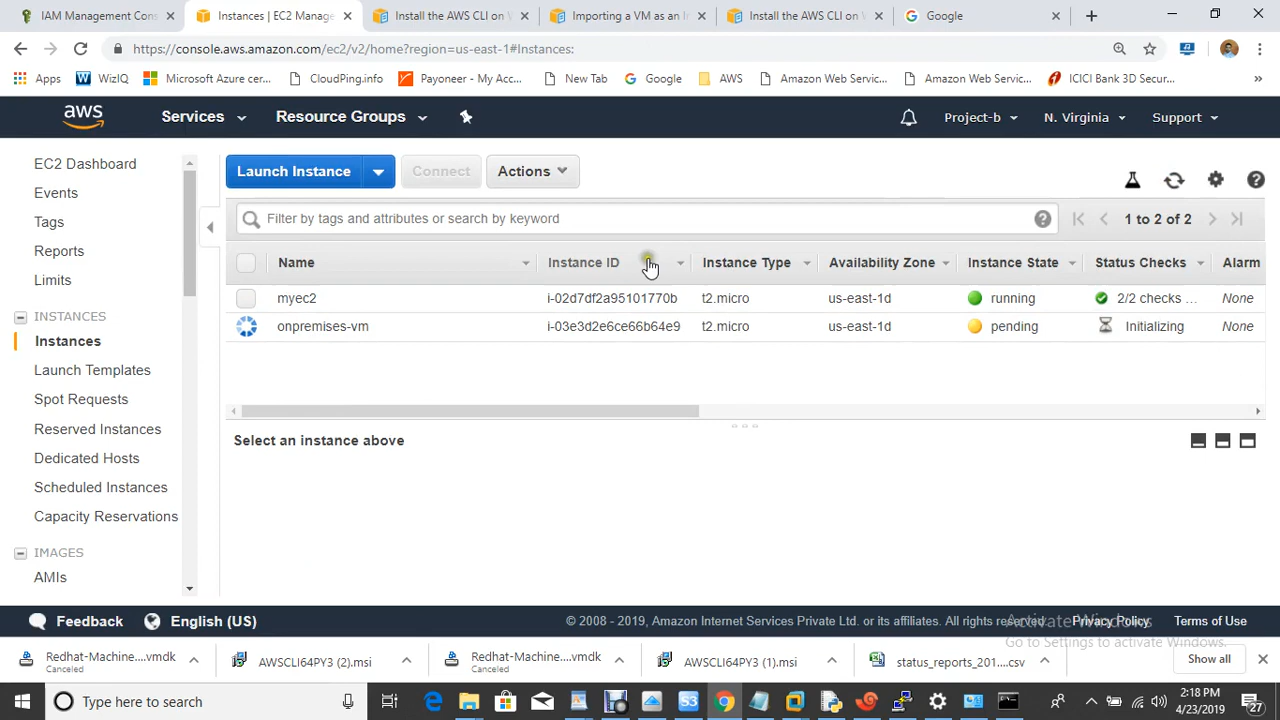 IAM Management Con
Instances | EC2 Manage
Install the AWS CLI on
Importing a VM as an I
Install the AWS CLI on
Google
https://console.aws.amazon.com/ec2/v2/home?region=us-east-1#Instances:
Apps
WizIQ
Microsoft Azure cer...
CloudPing.info
Payoneer - My Acco...
New Tab
Google
AWS
Amazon Web Servic...
Amazon Web Servic...
ICICI Bank 3D Secur...
aws
Services
Resource Groups
Project-b
N. Virginia
Support
EC2 Dashboard
Events
Tags
Reports
Limits
INSTANCES
Instances
Launch Templates
Spot Requests
Reserved Instances
Dedicated Hosts
Scheduled Instances
Capacity Reservations
IMAGES
AMIs
Launch Instance
Connect
Actions
Filter by tags and attributes or search by keyword
1 to 2 of 2
Name Instance ID Instance Type Availability Zone Instance State Status Checks Alarm
myec2 i-02d7df2a95101770b t2.micro us-east-1d running 2/2 checks ... None
onpremises-vm i-03e3d2e6ce66b64e9 t2.micro us-east-1d pending Initializing None
Select an instance above
Feedback
English (US)
© 2008 - 2019, Amazon Internet Services Private Ltd. or its affiliates. All rights
Privacy Policy
Terms of Use
Activate Windows
Go to Settings to activate Windows.
Redhat-Machine....vmdk
Canceled
AWSCLI64PY3 (2).msi
Redhat-Machine....vmdk
Canceled
AWSCLI64PY3 (1).msi
status_reports_201....csv
Show all
Type here to search
2:18 PM
4/23/2019
27